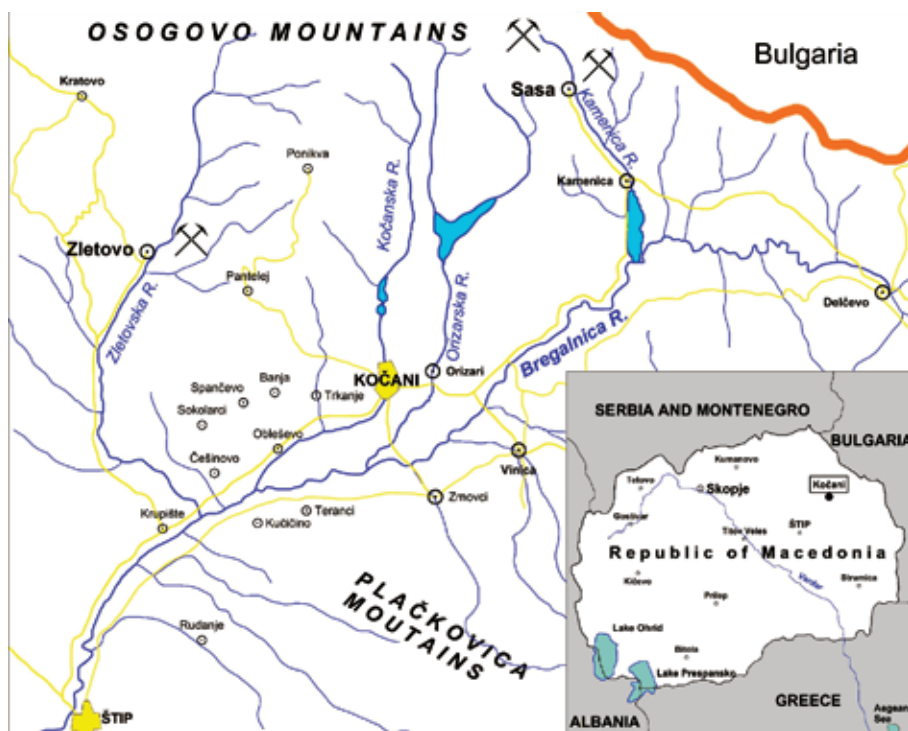 OSOGOVO MOUNTAINS
Bulgaria
Kratovo
Sasa
Kamenica R.
Ponikva
Kamenica
Kočanska R.
Zletovo
Pantelej
Zletovska R.
Orizarska R.
Delčevo
Bregalnica R.
KOČANI
Orizari
Banja
Trkanje
Spančevo
Sokolarci
Obleševo
Češinovo
Vinica
Zrnovci
Teranci
Kučičino
Krupište
PLAČKOVICA
MOUTAINS
Rudanje
ŠTIP
SERBIA AND MONTENEGRO
BULGARIA
Kumanovo
Tetovo
Skopje
Kočani
Gostivar
Titov Veles
ŠTIP
Republic of Macedonia
Kičevo
Vardar
Strumica
Prilep
Lake Ohrid
Bitola
Lake Prespansko
GREECE
ALBANIA
Aegean
Sea